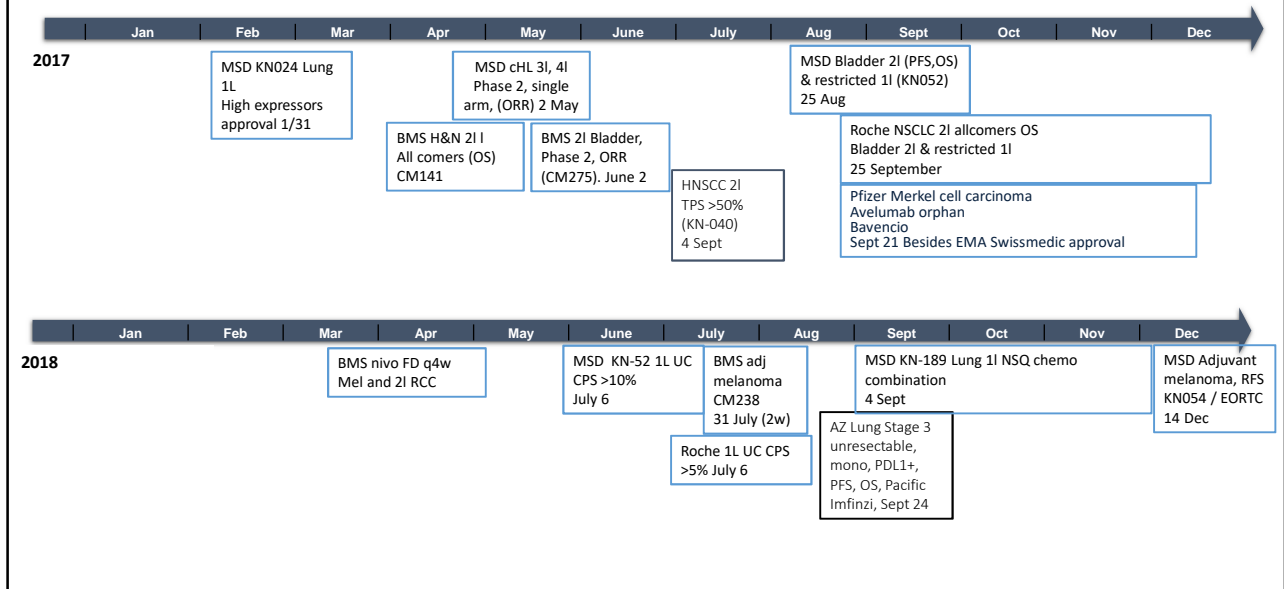 Jan Feb Mar Apr May June July Aug Sept Oct Nov Dec
2017
MSD KN024 Lung
1L
High expressors
approval 1/31
MSD cHL 3l, 4l
Phase 2, single
arm, (ORR) 2 May
BMS H&N 2l l
All comers (OS)
CM141
BMS 2l Bladder,
Phase 2, ORR
(CM275). June 2
HNSCC 2l
TPS >50%
(KN-040)
4 Sept
MSD Bladder 2l (PFS,OS)
& restricted 1l (KN052)
25 Aug
Roche NSCLC 2l allcomers OS
Bladder 2l & restricted 1l
25 September
Pfizer Merkel cell carcinoma
Avelumab orphan
Bavencio
Sept 21 Besides EMA Swissmedic approval
Jan Feb Mar Apr May June July Aug Sept Oct Nov Dec
2018
BMS nivo FD q4w
Mel and 2l RCC
MSD KN-52 1L UC
CPS >10%
July 6
BMS adj
melanoma
CM238
31 July (2w)
Roche 1L UC CPS
>5% July 6
MSD KN-189 Lung 1l NSQ chemo
combination
4 Sept
AZ Lung Stage 3
unresectable,
mono, PDL1+,
PFS, OS, Pacific
Imfinzi, Sept 24
MSD Adjuvant
melanoma, RFS
KN054 / EORTC
14 Dec